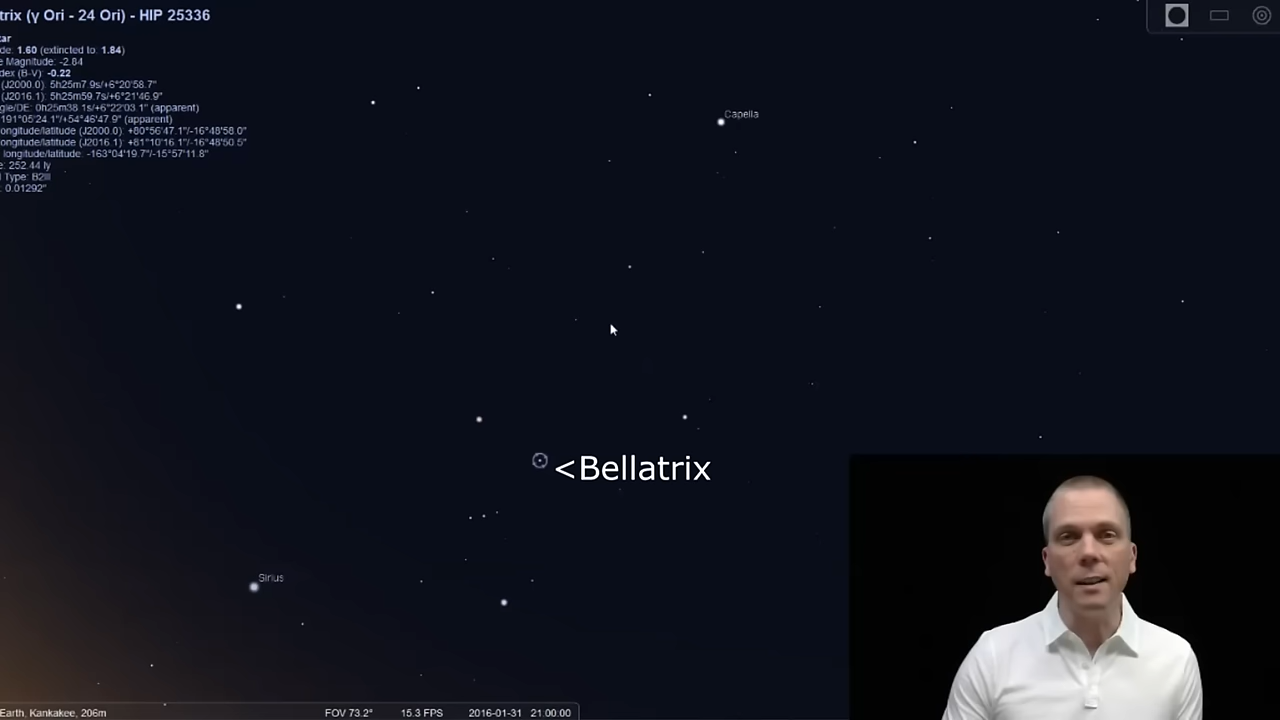 trix (γ Ori - 24 Ori) - HIP 25336
tar
de: 1.60 (extincted to: 1.84)
e Magnitude: -2.84
dex (B-V): -0.22
(J2000.0): 5h25m7.9s/+6°20'58.7"
(J2016.1): 5h25m59.7s/+6°21'46.9"
ngle/DE: 0h25m38.1s/+6°22'03.1" (apparent)
191°05'24.1"/+54°46'47.9" (apparent)
ongitude/latitude (J2000.0): +80°56'47.1"/-16°48'58.0"
ongitude/latitude (J2016.1): +81°10'16.1"/-16°48'50.5"
longitude/latitude: -163°04'19.7"/-15°57'11.8"
e: 252.44 ly
l Type: B2III
: 0.01292"
Capella
<Bellatrix
Sirius
Earth, Kankakee, 206m FOV 73.2° 15.3 FPS 2016-01-31 21:00:00